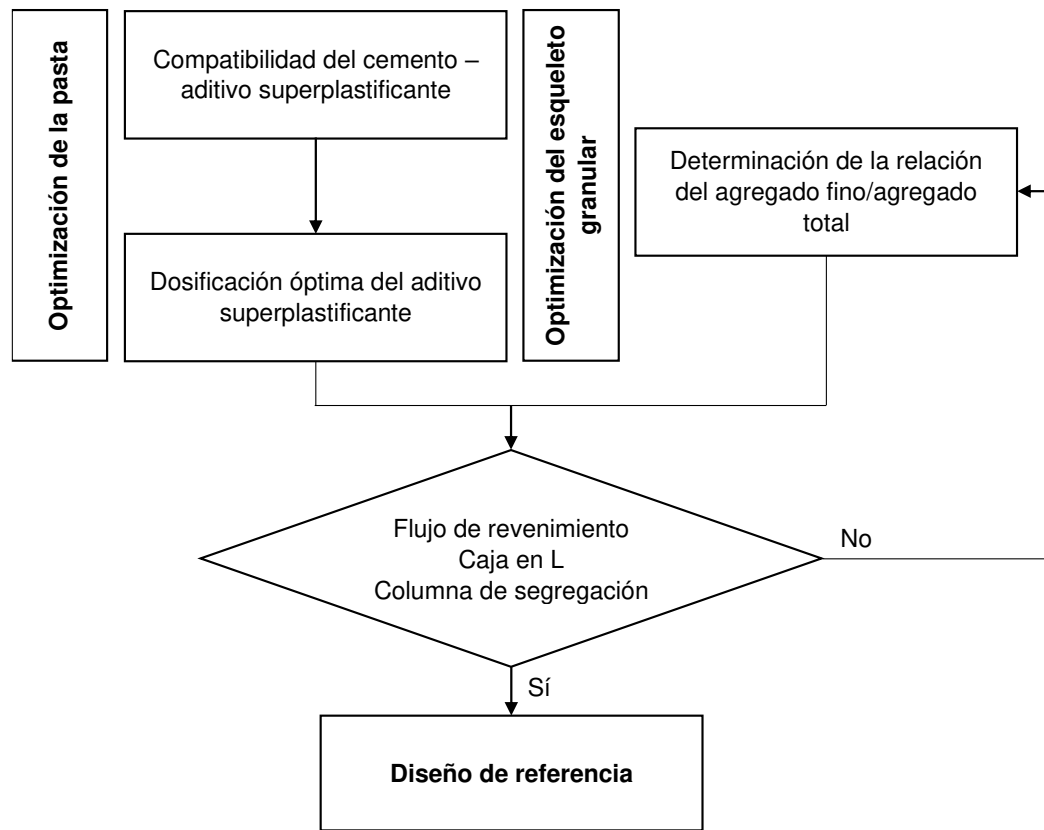 Optimización de la pasta
Compatibilidad del cemento –
aditivo superplastificante
Dosificación óptima del aditivo
superplastificante
Optimización del esqueleto
granular
Determinación de la relación
del agregado fino/agregado
total
Flujo de revenimiento
Caja en L
Columna de segregación
No
Sí
Diseño de referencia